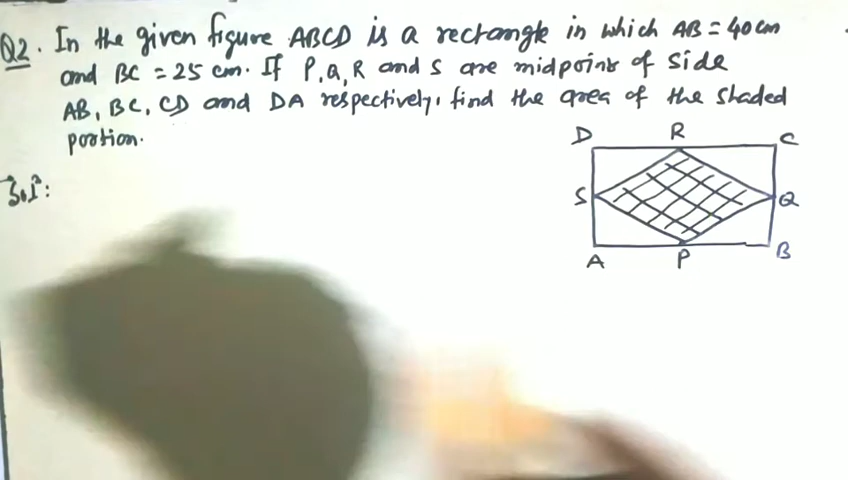 Q2. In the given figure ABCD is a rectangle in which AB = 40 cm
and BC = 25 cm. If P, Q, R and S are midpoint of side
AB, BC, CD and DA respectively, find the area of the shaded
portion.
D R C
S Q
A P B
Sol: